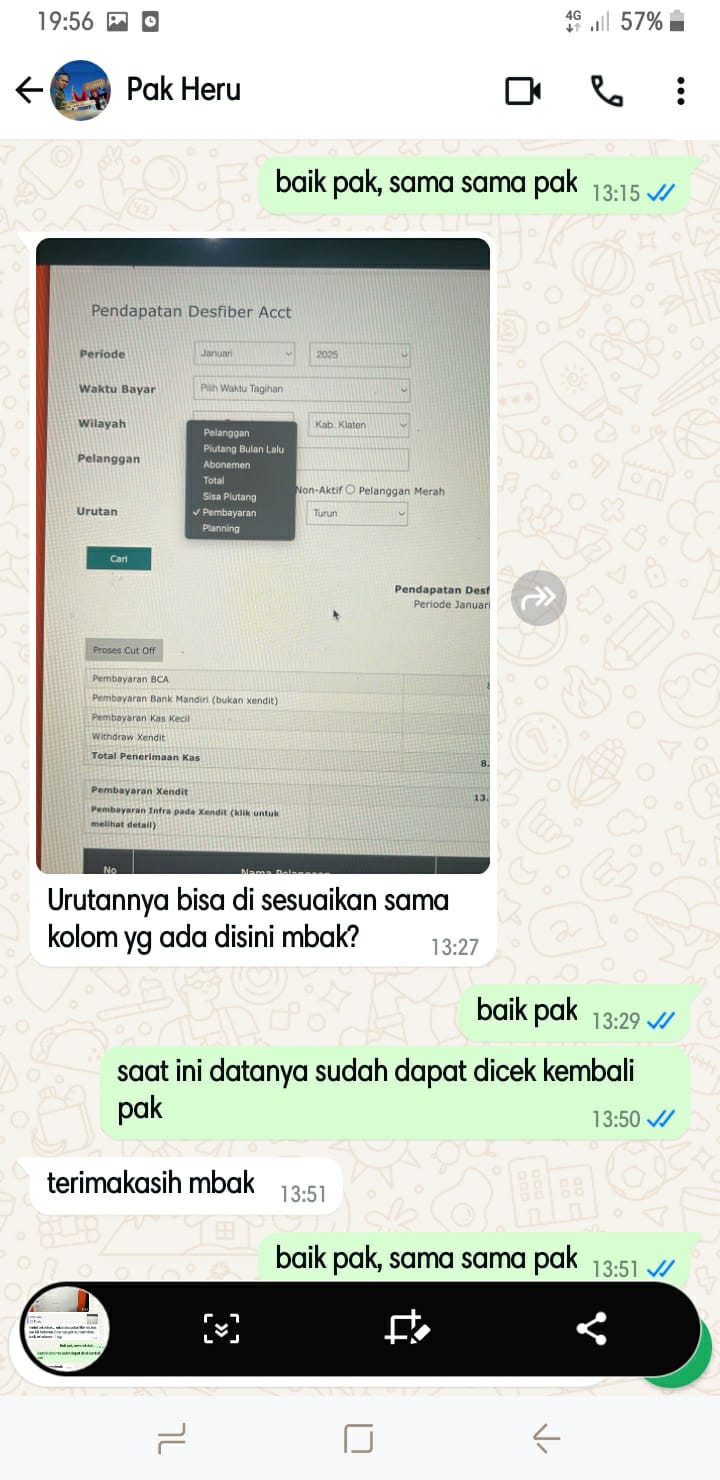 19:56
4G
57%
Pak Heru
baik pak, sama sama pak 13:15
Pendapatan Desfiber Acct
Periode Januari 2025
Waktu Bayar Pilih Waktu Tagihan
Wilayah Kab. Klaten
Pelanggan
Pelanggan
Piutang Bulan Lalu
Abonemen
Total
Sisa Piutang
✓ Pembayaran
Planning
Non-Aktif Pelanggan Merah
Urutan Turun
Cari
Pendapatan Desf
Periode Januari
Proses Cut Off
Pembayaran BCA
Pembayaran Bank Mandiri (bukan xendit)
Pembayaran Kas Kecil
Withdraw Xendit
Total Penerimaan Kas 8.
Pembayaran Xendit 13.
Pembayaran Infra pada Xendit (klik untuk
melihat detail)
No
Urutannya bisa di sesuaikan sama
kolom yg ada disini mbak?
13:27
baik pak 13:29
saat ini datanya sudah dapat dicek kembali
pak
13:50
terimakasih mbak 13:51
baik pak, sama sama pak 13:51